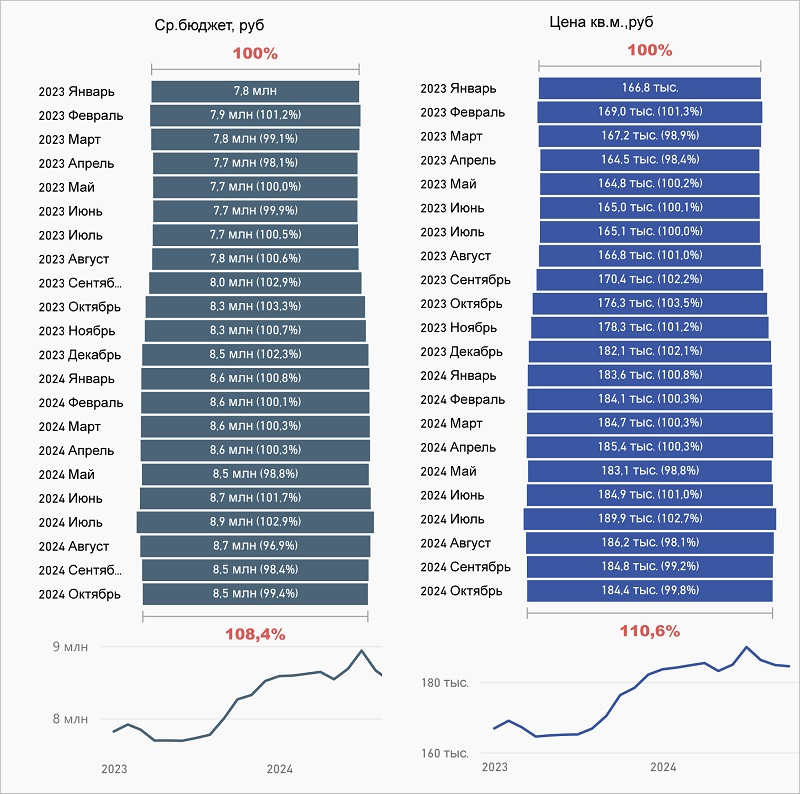 Ср.бюджет, руб
100%
2023 Январь 7,8 млн
2023 Февраль 7,9 млн (101,2%)
2023 Март 7,8 млн (99,1%)
2023 Апрель 7,7 млн (98,1%)
2023 Май 7,7 млн (100,0%)
2023 Июнь 7,7 млн (99,9%)
2023 Июль 7,7 млн (100,5%)
2023 Август 7,8 млн (100,6%)
2023 Сентяб... 8,0 млн (102,9%)
2023 Октябрь 8,3 млн (103,3%)
2023 Ноябрь 8,3 млн (100,7%)
2023 Декабрь 8,5 млн (102,3%)
2024 Январь 8,6 млн (100,8%)
2024 Февраль 8,6 млн (100,1%)
2024 Март 8,6 млн (100,3%)
2024 Апрель 8,6 млн (100,3%)
2024 Май 8,5 млн (98,8%)
2024 Июнь 8,7 млн (101,7%)
2024 Июль 8,9 млн (102,9%)
2024 Август 8,7 млн (96,9%)
2024 Сентяб... 8,5 млн (98,4%)
2024 Октябрь 8,5 млн (99,4%)
108,4%
9 млн
8 млн
2023 2024
Цена кв.м.,руб
100%
2023 Январь 166,8 тыс.
2023 Февраль 169,0 тыс. (101,3%)
2023 Март 167,2 тыс. (98,9%)
2023 Апрель 164,5 тыс. (98,4%)
2023 Май 164,8 тыс. (100,2%)
2023 Июнь 165,0 тыс. (100,1%)
2023 Июль 165,1 тыс. (100,0%)
2023 Август 166,8 тыс. (101,0%)
2023 Сентябрь 170,4 тыс. (102,2%)
2023 Октябрь 176,3 тыс. (103,5%)
2023 Ноябрь 178,3 тыс. (101,2%)
2023 Декабрь 182,1 тыс. (102,1%)
2024 Январь 183,6 тыс. (100,8%)
2024 Февраль 184,1 тыс. (100,3%)
2024 Март 184,7 тыс. (100,3%)
2024 Апрель 185,4 тыс. (100,3%)
2024 Май 183,1 тыс. (98,8%)
2024 Июнь 184,9 тыс. (101,0%)
2024 Июль 189,9 тыс. (102,7%)
2024 Август 186,2 тыс. (98,1%)
2024 Сентябрь 184,8 тыс. (99,2%)
2024 Октябрь 184,4 тыс. (99,8%)
110,6%
180 тыс.
160 тыс.
2023 2024